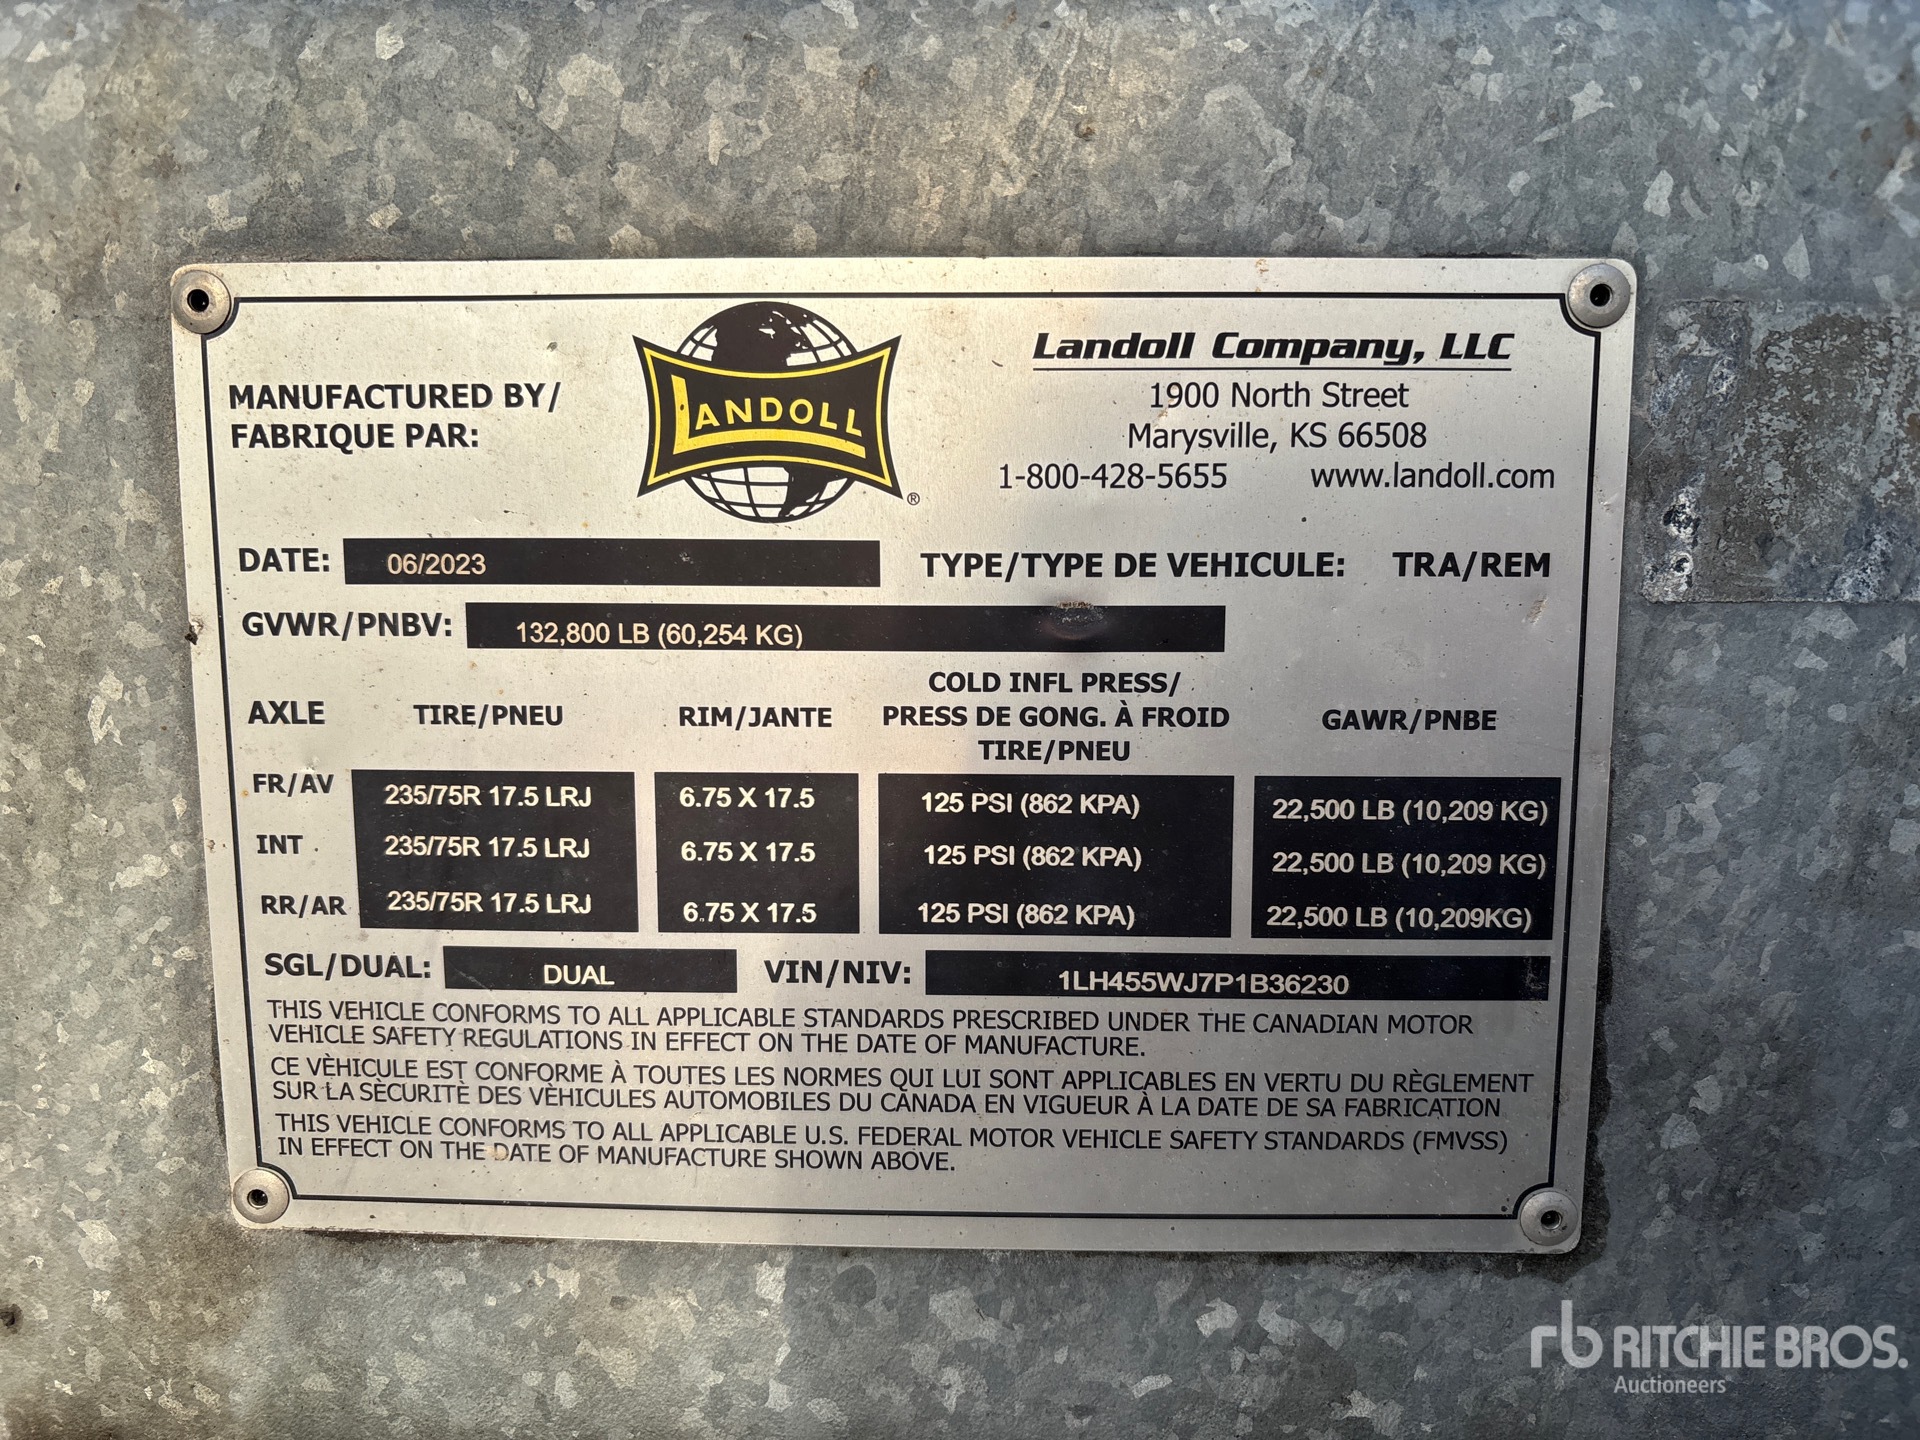 MANUFACTURED BY/
FABRIQUE PAR:
LANDOLL
®
Landoll Company, LLC
1900 North Street
Marysville, KS 66508
1-800-428-5655 www.landoll.com
DATE: 06/2023 TYPE/TYPE DE VEHICULE: TRA/REM
GVWR/PNBV: 132,800 LB (60,254 KG)
AXLE TIRE/PNEU RIM/JANTE COLD INFL PRESS/
PRESS DE GONG. À FROID
TIRE/PNEU GAWR/PNBE
FR/AV 235/75R 17.5 LRJ 6.75 X 17.5 125 PSI (862 KPA) 22,500 LB (10,209 KG)
INT 235/75R 17.5 LRJ 6.75 X 17.5 125 PSI (862 KPA) 22,500 LB (10,209 KG)
RR/AR 235/75R 17.5 LRJ 6.75 X 17.5 125 PSI (862 KPA) 22,500 LB (10,209KG)
SGL/DUAL: DUAL VIN/NIV: 1LH455WJ7P1B36230
THIS VEHICLE CONFORMS TO ALL APPLICABLE STANDARDS PRESCRIBED UNDER THE CANADIAN MOTOR
VEHICLE SAFETY REGULATIONS IN EFFECT ON THE DATE OF MANUFACTURE.
CE VÈHICULE EST CONFORME À TOUTES LES NORMES QUI LUI SONT APPLICABLES EN VERTU DU RÈGLEMENT
SUR LA SÈCURITÈ DES VÈHICULES AUTOMOBILES DU CANADA EN VIGUEUR À LA DATE DE SA FABRICATION
THIS VEHICLE CONFORMS TO ALL APPLICABLE U.S. FEDERAL MOTOR VEHICLE SAFETY STANDARDS (FMVSS)
IN EFFECT ON THE DATE OF MANUFACTURE SHOWN ABOVE.
rb RITCHIE BROS.
Auctioneers